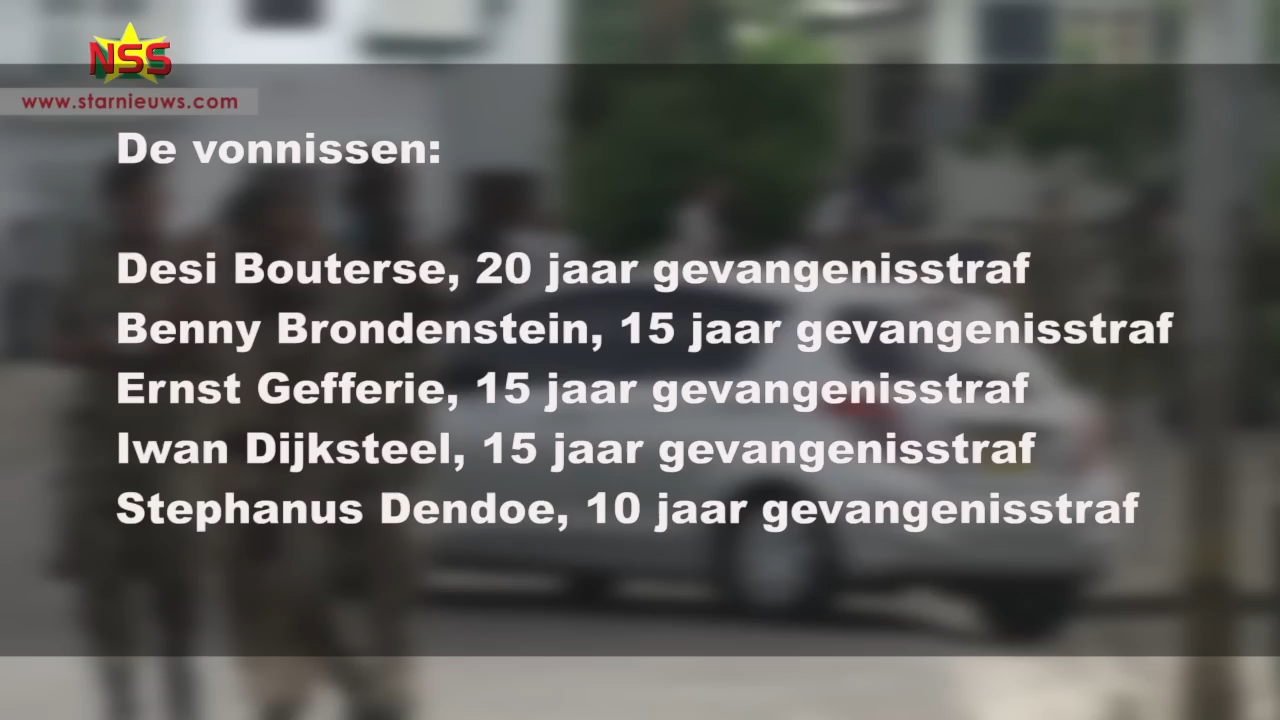 NSS
www.starnieuws.com
De vonnissen:
Desi Bouterse, 20 jaar gevangenisstraf
Benny Brondenstein, 15 jaar gevangenisstraf
Ernst Gefferie, 15 jaar gevangenisstraf
Iwan Dijksteel, 15 jaar gevangenisstraf
Stephanus Dendoe, 10 jaar gevangenisstraf